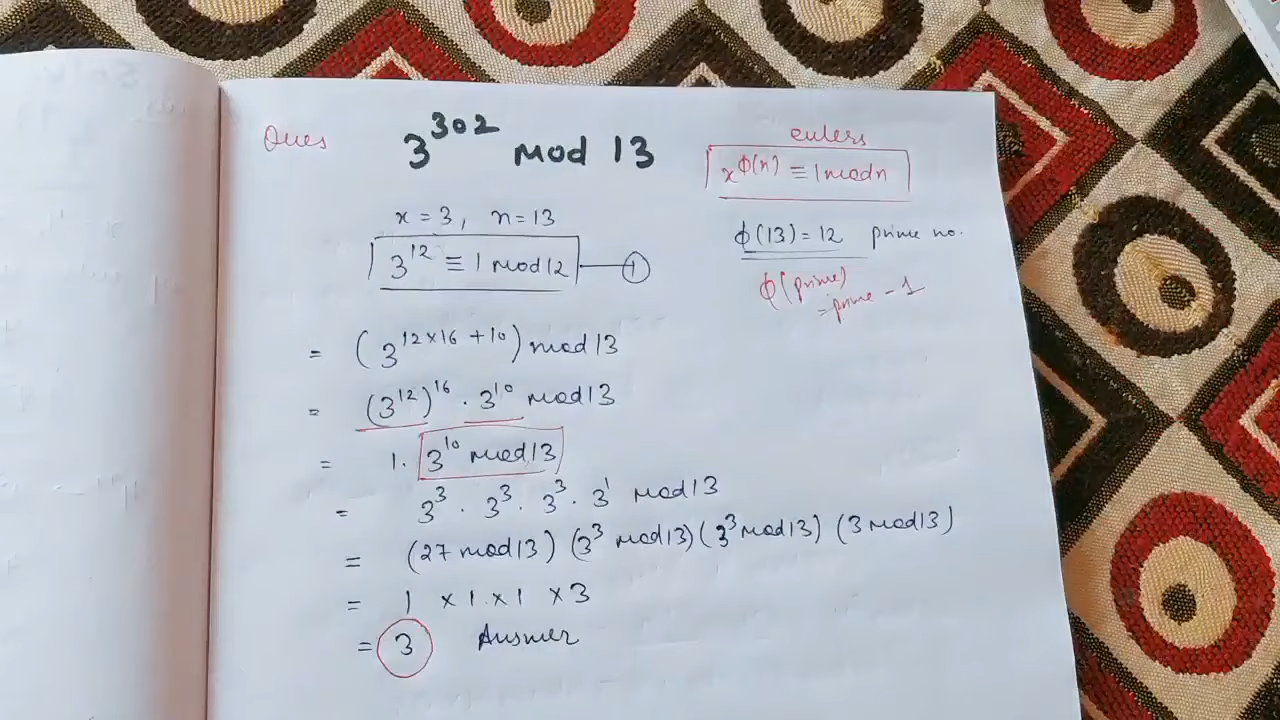 Ques 3^302 mod 13
eulers
x^ϕ(n) ≡ 1 mod n
x = 3, n = 13
ϕ(13) = 12 prime no.
3^12 ≡ 1 mod 12 — ①
ϕ(prime)
= prime - 1
= (3^12×16 + 10) mod 13
= (3^12)^16 . 3^10 mod 13
= 1. 3^10 mod 13
= 3^3 . 3^3 . 3^3 . 3^1 mod 13
= (27 mod 13) (3^3 mod 13) (3^3 mod 13) (3 mod 13)
= 1 × 1 × 1 × 3
= 3 Answer